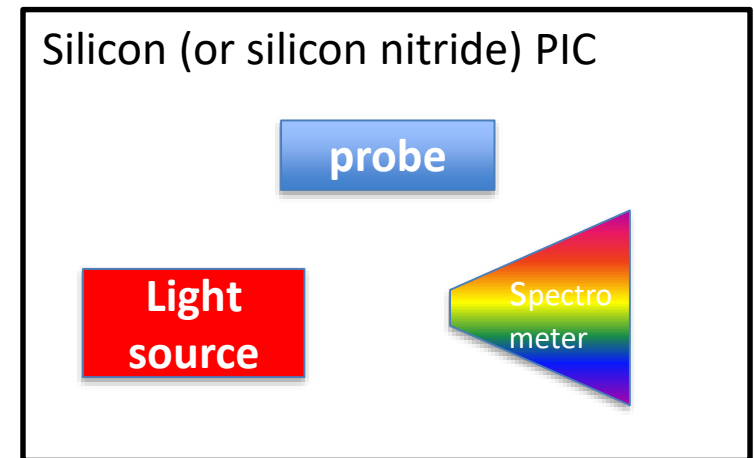 Silicon (or silicon nitride) PIC
probe
Light
source
Spectro
meter